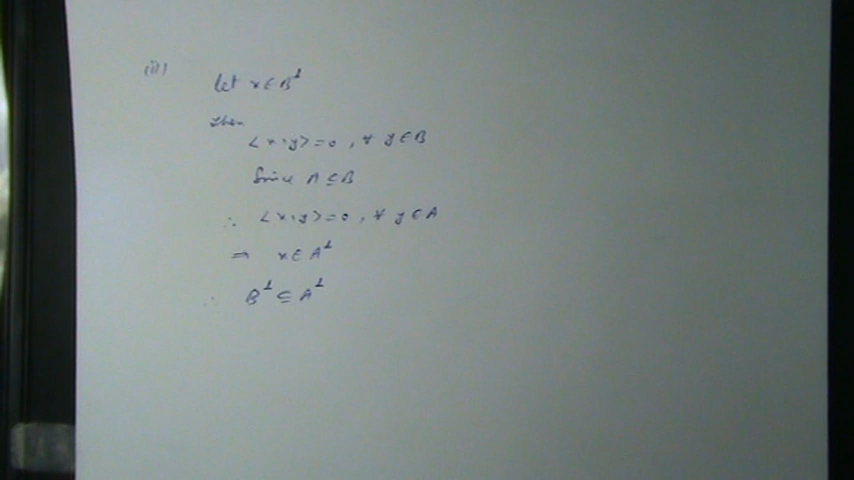 (ii)
Let x ∈ B^⊥
Then
<x,y> = 0, ∀ y ∈ B
Since A ⊆ B
∴ <x,y> = 0, ∀ y ∈ A
⇒ x ∈ A^⊥
∴ B^⊥ ⊆ A^⊥